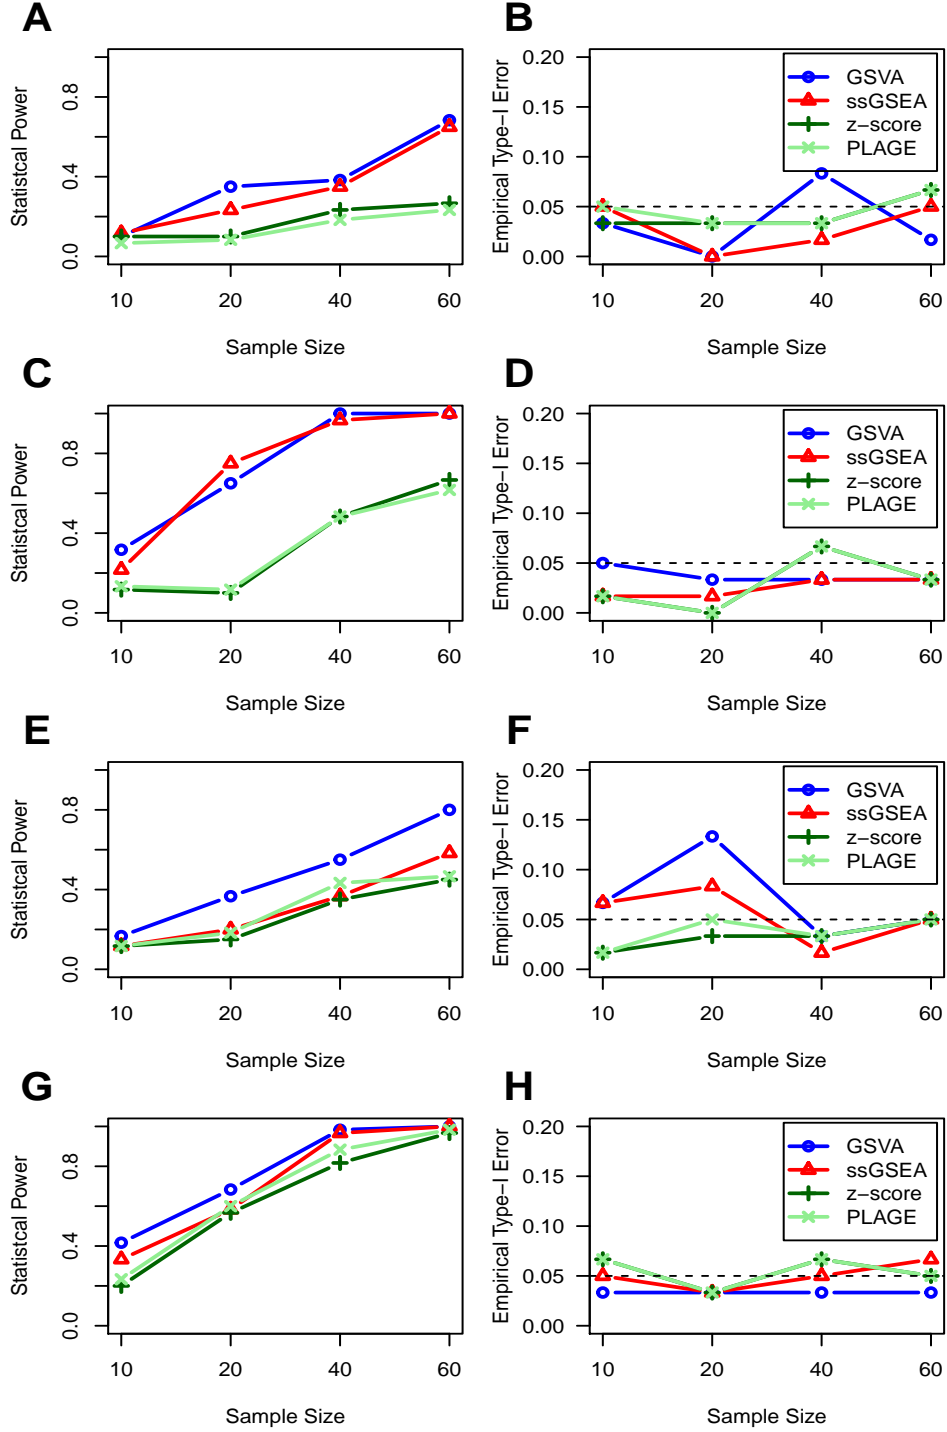 A
Statistcal Power
0.0 0.4 0.8
10 20 40 60
Sample Size
B
Empirical Type−I Error
0.00 0.05 0.10 0.15 0.20
GSVA
ssGSEA
z−score
PLAGE
10 20 40 60
Sample Size
C
Statistcal Power
0.0 0.4 0.8
10 20 40 60
Sample Size
D
Empirical Type−I Error
0.00 0.05 0.10 0.15 0.20
GSVA
ssGSEA
z−score
PLAGE
10 20 40 60
Sample Size
E
Statistcal Power
0.0 0.4 0.8
10 20 40 60
Sample Size
F
Empirical Type−I Error
0.00 0.05 0.10 0.15 0.20
GSVA
ssGSEA
z−score
PLAGE
10 20 40 60
Sample Size
G
Statistcal Power
0.0 0.4 0.8
10 20 40 60
Sample Size
H
Empirical Type−I Error
0.00 0.05 0.10 0.15 0.20
GSVA
ssGSEA
z−score
PLAGE
10 20 40 60
Sample Size